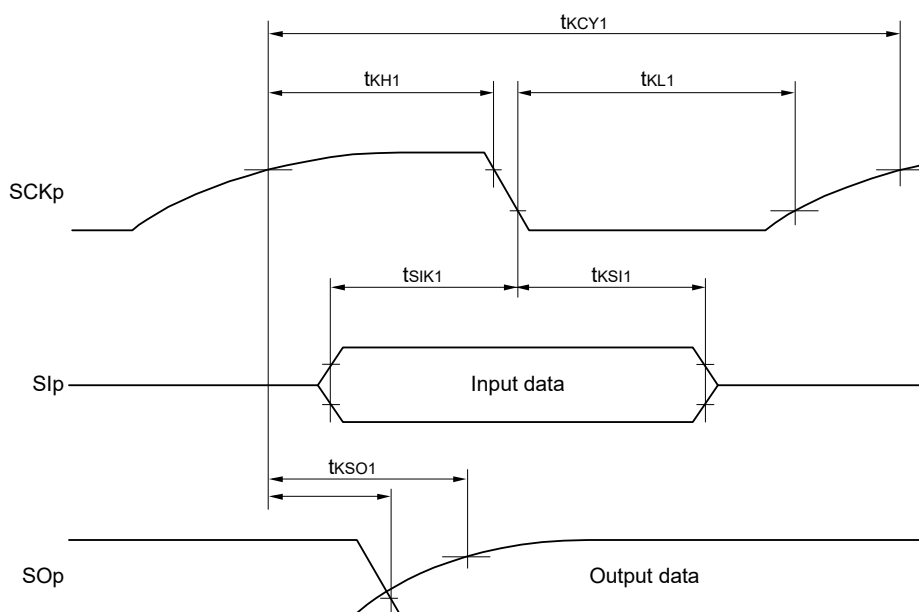 tKCY1
tKH1
tKL1
SCKp
tSIK1
tKSI1
SIp
Input data
tKSO1
SOp
Output data